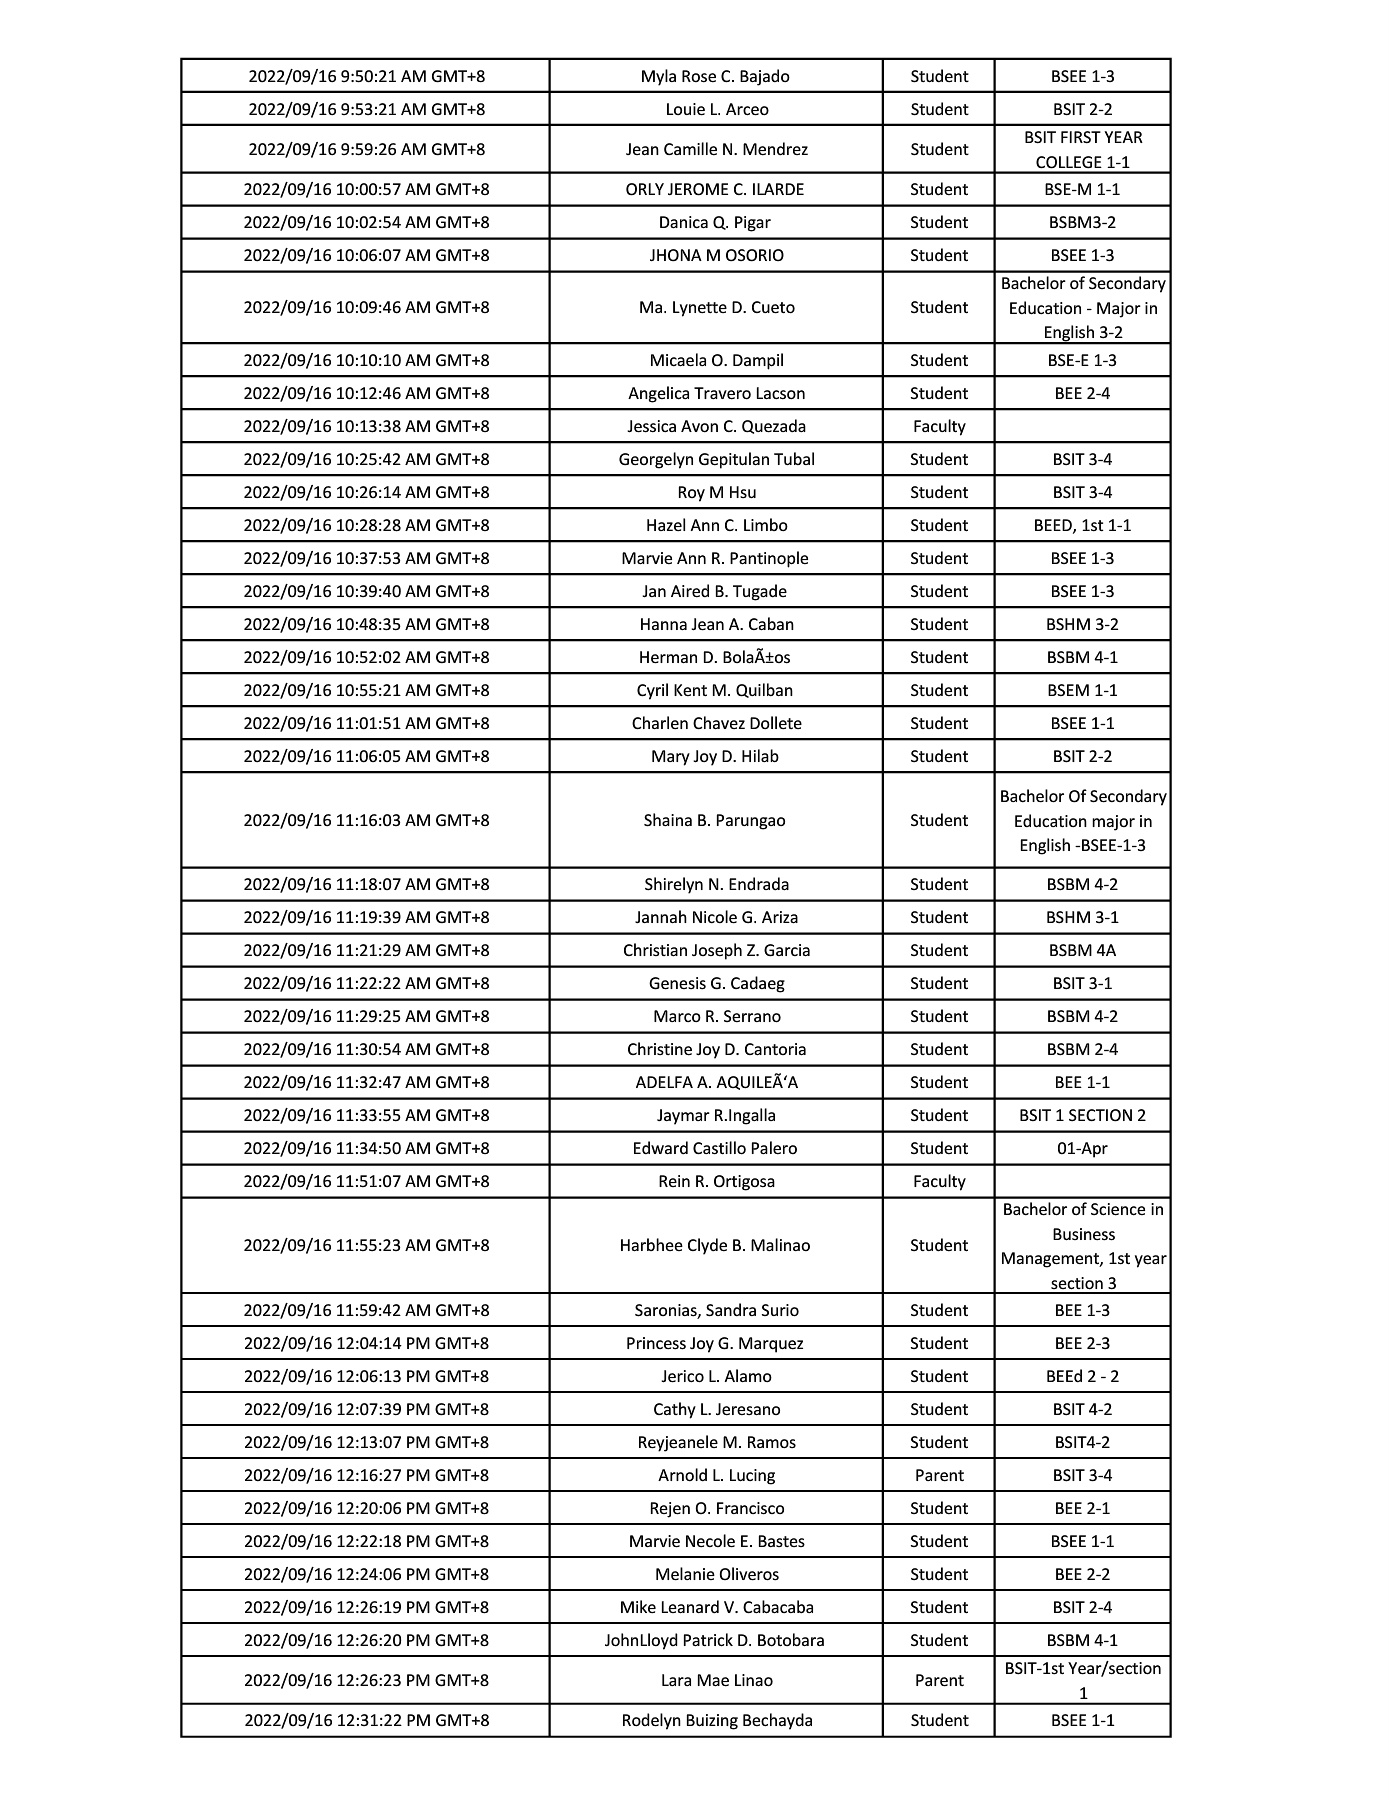 2022/09/16 9:50:21 AM GMT+8 Myla Rose C. Bajado Student BSEE 1-3
2022/09/16 9:53:21 AM GMT+8 Louie L. Arceo Student BSIT 2-2
2022/09/16 9:59:26 AM GMT+8 Jean Camille N. Mendrez Student BSIT FIRST YEAR
COLLEGE 1-1
2022/09/16 10:00:57 AM GMT+8 ORLY JEROME C. ILARDE Student BSE-M 1-1
2022/09/16 10:02:54 AM GMT+8 Danica Q. Pigar Student BSBM3-2
2022/09/16 10:06:07 AM GMT+8 JHONA M OSORIO Student BSEE 1-3
2022/09/16 10:09:46 AM GMT+8 Ma. Lynette D. Cueto Student Bachelor of Secondary
Education - Major in
English 3-2
2022/09/16 10:10:10 AM GMT+8 Micaela O. Dampil Student BSE-E 1-3
2022/09/16 10:12:46 AM GMT+8 Angelica Travero Lacson Student BEE 2-4
2022/09/16 10:13:38 AM GMT+8 Jessica Avon C. Quezada Faculty
2022/09/16 10:25:42 AM GMT+8 Georgelyn Gepitulan Tubal Student BSIT 3-4
2022/09/16 10:26:14 AM GMT+8 Roy M Hsu Student BSIT 3-4
2022/09/16 10:28:28 AM GMT+8 Hazel Ann C. Limbo Student BEED, 1st 1-1
2022/09/16 10:37:53 AM GMT+8 Marvie Ann R. Pantinople Student BSEE 1-3
2022/09/16 10:39:40 AM GMT+8 Jan Aired B. Tugade Student BSEE 1-3
2022/09/16 10:48:35 AM GMT+8 Hanna Jean A. Caban Student BSHM 3-2
2022/09/16 10:52:02 AM GMT+8 Herman D. BolaÃ±os Student BSBM 4-1
2022/09/16 10:55:21 AM GMT+8 Cyril Kent M. Quilban Student BSEM 1-1
2022/09/16 11:01:51 AM GMT+8 Charlen Chavez Dollete Student BSEE 1-1
2022/09/16 11:06:05 AM GMT+8 Mary Joy D. Hilab Student BSIT 2-2
2022/09/16 11:16:03 AM GMT+8 Shaina B. Parungao Student Bachelor Of Secondary
Education major in
English -BSEE-1-3
2022/09/16 11:18:07 AM GMT+8 Shirelyn N. Endrada Student BSBM 4-2
2022/09/16 11:19:39 AM GMT+8 Jannah Nicole G. Ariza Student BSHM 3-1
2022/09/16 11:21:29 AM GMT+8 Christian Joseph Z. Garcia Student BSBM 4A
2022/09/16 11:22:22 AM GMT+8 Genesis G. Cadaeg Student BSIT 3-1
2022/09/16 11:29:25 AM GMT+8 Marco R. Serrano Student BSBM 4-2
2022/09/16 11:30:54 AM GMT+8 Christine Joy D. Cantoria Student BSBM 2-4
2022/09/16 11:32:47 AM GMT+8 ADELFA A. AQUILEÃ‘A Student BEE 1-1
2022/09/16 11:33:55 AM GMT+8 Jaymar R.Ingalla Student BSIT 1 SECTION 2
2022/09/16 11:34:50 AM GMT+8 Edward Castillo Palero Student 01-Apr
2022/09/16 11:51:07 AM GMT+8 Rein R. Ortigosa Faculty
2022/09/16 11:55:23 AM GMT+8 Harbhee Clyde B. Malinao Student Bachelor of Science in
Business
Management, 1st year
section 3
2022/09/16 11:59:42 AM GMT+8 Saronias, Sandra Surio Student BEE 1-3
2022/09/16 12:04:14 PM GMT+8 Princess Joy G. Marquez Student BEE 2-3
2022/09/16 12:06:13 PM GMT+8 Jerico L. Alamo Student BEEd 2 - 2
2022/09/16 12:07:39 PM GMT+8 Cathy L. Jeresano Student BSIT 4-2
2022/09/16 12:13:07 PM GMT+8 Reyjeanele M. Ramos Student BSIT4-2
2022/09/16 12:16:27 PM GMT+8 Arnold L. Lucing Parent BSIT 3-4
2022/09/16 12:20:06 PM GMT+8 Rejen O. Francisco Student BEE 2-1
2022/09/16 12:22:18 PM GMT+8 Marvie Necole E. Bastes Student BSEE 1-1
2022/09/16 12:24:06 PM GMT+8 Melanie Oliveros Student BEE 2-2
2022/09/16 12:26:19 PM GMT+8 Mike Leanard V. Cabacaba Student BSIT 2-4
2022/09/16 12:26:20 PM GMT+8 JohnLloyd Patrick D. Botobara Student BSBM 4-1
2022/09/16 12:26:23 PM GMT+8 Lara Mae Linao Parent BSIT-1st Year/section
1
2022/09/16 12:31:22 PM GMT+8 Rodelyn Buizing Bechayda Student BSEE 1-1